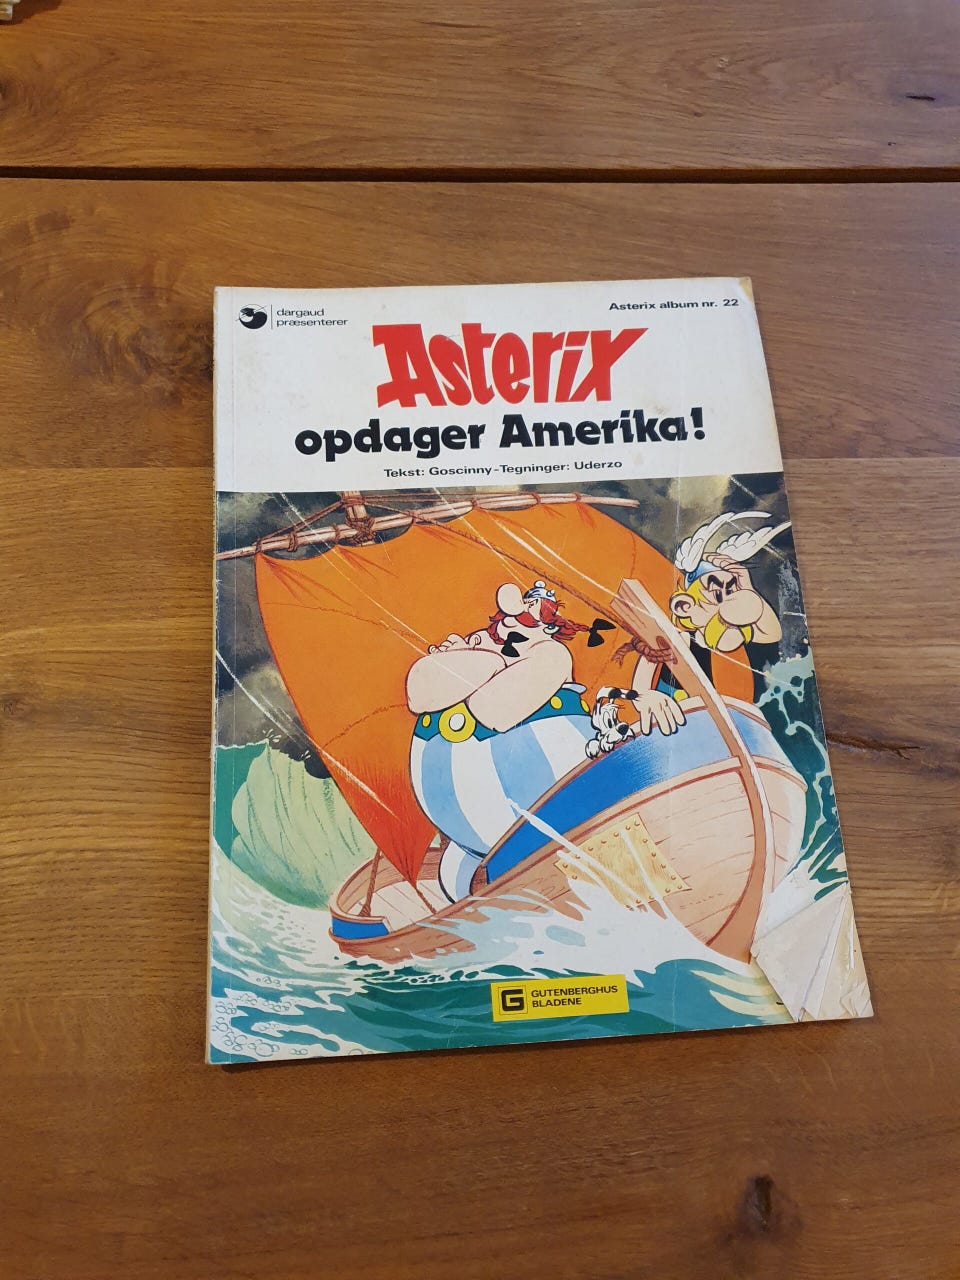 dargaud
præsenterer
Asterix album nr. 22
Asterix
opdager Amerika!
Tekst: Goscinny-Tegninger: Uderzo
G GUTENBERGHUS
BLADENE